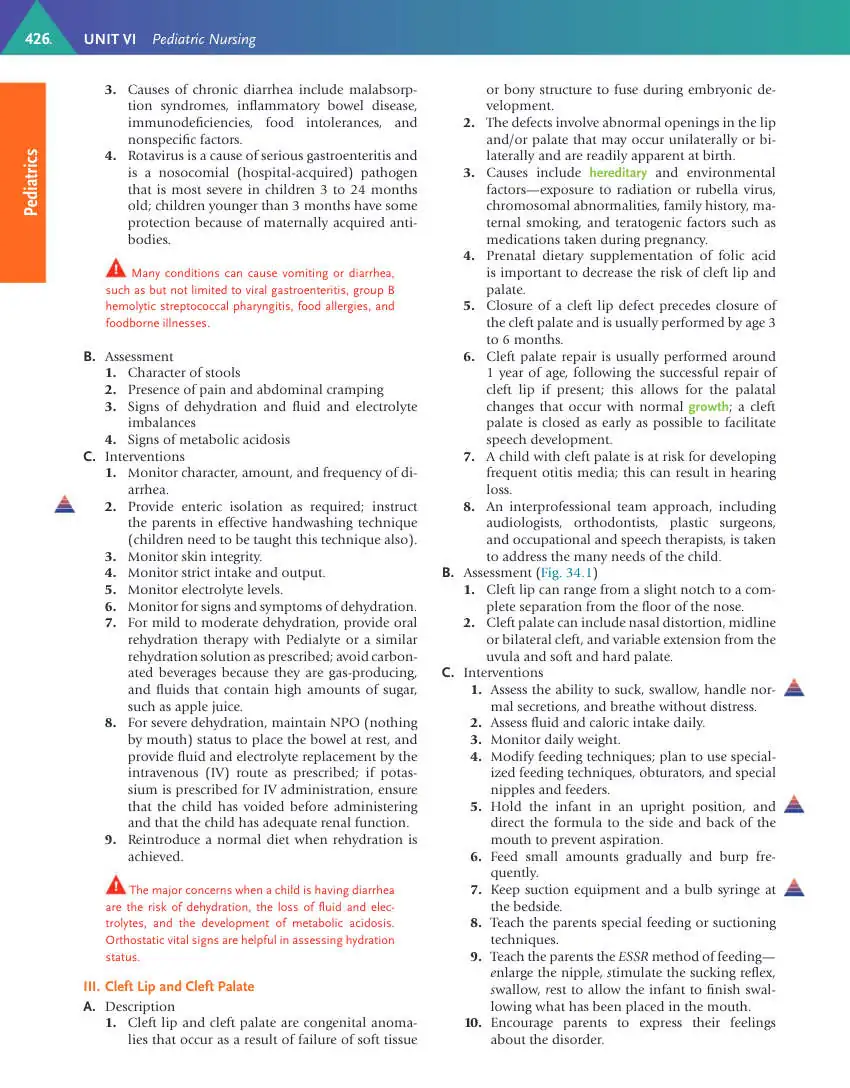 426.
UNIT VI Pediatric Nursing
Pediatrics
3. Causes of chronic diarrhea include malabsorp-
tion syndromes, inflammatory bowel disease,
immunodeficiencies, food intolerances, and
nonspecific factors.
4. Rotavirus is a cause of serious gastroenteritis and
is a nosocomial (hospital-acquired) pathogen
that is most severe in children 3 to 24 months
old; children younger than 3 months have some
protection because of maternally acquired anti-
bodies.
Many conditions can cause vomiting or diarrhea,
such as but not limited to viral gastroenteritis, group B
hemolytic streptococcal pharyngitis, food allergies, and
foodborne illnesses.
B. Assessment
1. Character of stools
2. Presence of pain and abdominal cramping
3. Signs of dehydration and fluid and electrolyte
imbalances
4. Signs of metabolic acidosis
C. Interventions
1. Monitor character, amount, and frequency of di-
arrhea.
2. Provide enteric isolation as required; instruct
the parents in effective handwashing technique
(children need to be taught this technique also).
3. Monitor skin integrity.
4. Monitor strict intake and output.
5. Monitor electrolyte levels.
6. Monitor for signs and symptoms of dehydration.
7. For mild to moderate dehydration, provide oral
rehydration therapy with Pedialyte or a similar
rehydration solution as prescribed; avoid carbon-
ated beverages because they are gas-producing,
and fluids that contain high amounts of sugar,
such as apple juice.
8. For severe dehydration, maintain NPO (nothing
by mouth) status to place the bowel at rest, and
provide fluid and electrolyte replacement by the
intravenous (IV) route as prescribed; if potas-
sium is prescribed for IV administration, ensure
that the child has voided before administering
and that the child has adequate renal function.
9. Reintroduce a normal diet when rehydration is
achieved.
The major concerns when a child is having diarrhea
are the risk of dehydration, the loss of fluid and elec-
trolytes, and the development of metabolic acidosis.
Orthostatic vital signs are helpful in assessing hydration
status.
III. Cleft Lip and Cleft Palate
A. Description
1. Cleft lip and cleft palate are congenital anoma-
lies that occur as a result of failure of soft tissue
or bony structure to fuse during embryonic de-
velopment.
2. The defects involve abnormal openings in the lip
and/or palate that may occur unilaterally or bi-
laterally and are readily apparent at birth.
3. Causes include hereditary and environmental
factors—exposure to radiation or rubella virus,
chromosomal abnormalities, family history, ma-
ternal smoking, and teratogenic factors such as
medications taken during pregnancy.
4. Prenatal dietary supplementation of folic acid
is important to decrease the risk of cleft lip and
palate.
5. Closure of a cleft lip defect precedes closure of
the cleft palate and is usually performed by age 3
to 6 months.
6. Cleft palate repair is usually performed around
1 year of age, following the successful repair of
cleft lip if present; this allows for the palatal
changes that occur with normal growth; a cleft
palate is closed as early as possible to facilitate
speech development.
7. A child with cleft palate is at risk for developing
frequent otitis media; this can result in hearing
loss.
8. An interprofessional team approach, including
audiologists, orthodontists, plastic surgeons,
and occupational and speech therapists, is taken
to address the many needs of the child.
B. Assessment (Fig. 34.1)
1. Cleft lip can range from a slight notch to a com-
plete separation from the floor of the nose.
2. Cleft palate can include nasal distortion, midline
or bilateral cleft, and variable extension from the
uvula and soft and hard palate.
C. Interventions
1. Assess the ability to suck, swallow, handle nor-
mal secretions, and breathe without distress.
2. Assess fluid and caloric intake daily.
3. Monitor daily weight.
4. Modify feeding techniques; plan to use special-
ized feeding techniques, obturators, and special
nipples and feeders.
5. Hold the infant in an upright position, and
direct the formula to the side and back of the
mouth to prevent aspiration.
6. Feed small amounts gradually and burp fre-
quently.
7. Keep suction equipment and a bulb syringe at
the bedside.
8. Teach the parents special feeding or suctioning
techniques.
9. Teach the parents the ESSR method of feeding—
enlarge the nipple, stimulate the sucking reflex,
swallow, rest to allow the infant to finish swal-
lowing what has been placed in the mouth.
10. Encourage parents to express their feelings
about the disorder.